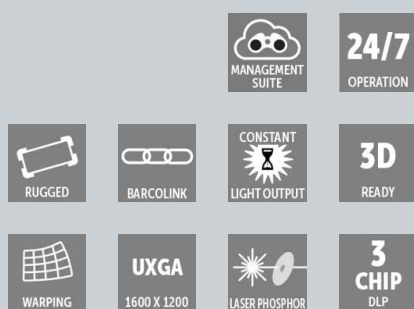 MANAGEMENT
SUITE
24/7
OPERATION
RUGGED
BARCOLINK
CONSTANT
LIGHT OUTPUT
3D
READY
WARPING
UXGA
1600 X 1200
LASER PHOSPHOR
3
CHIP
DLP